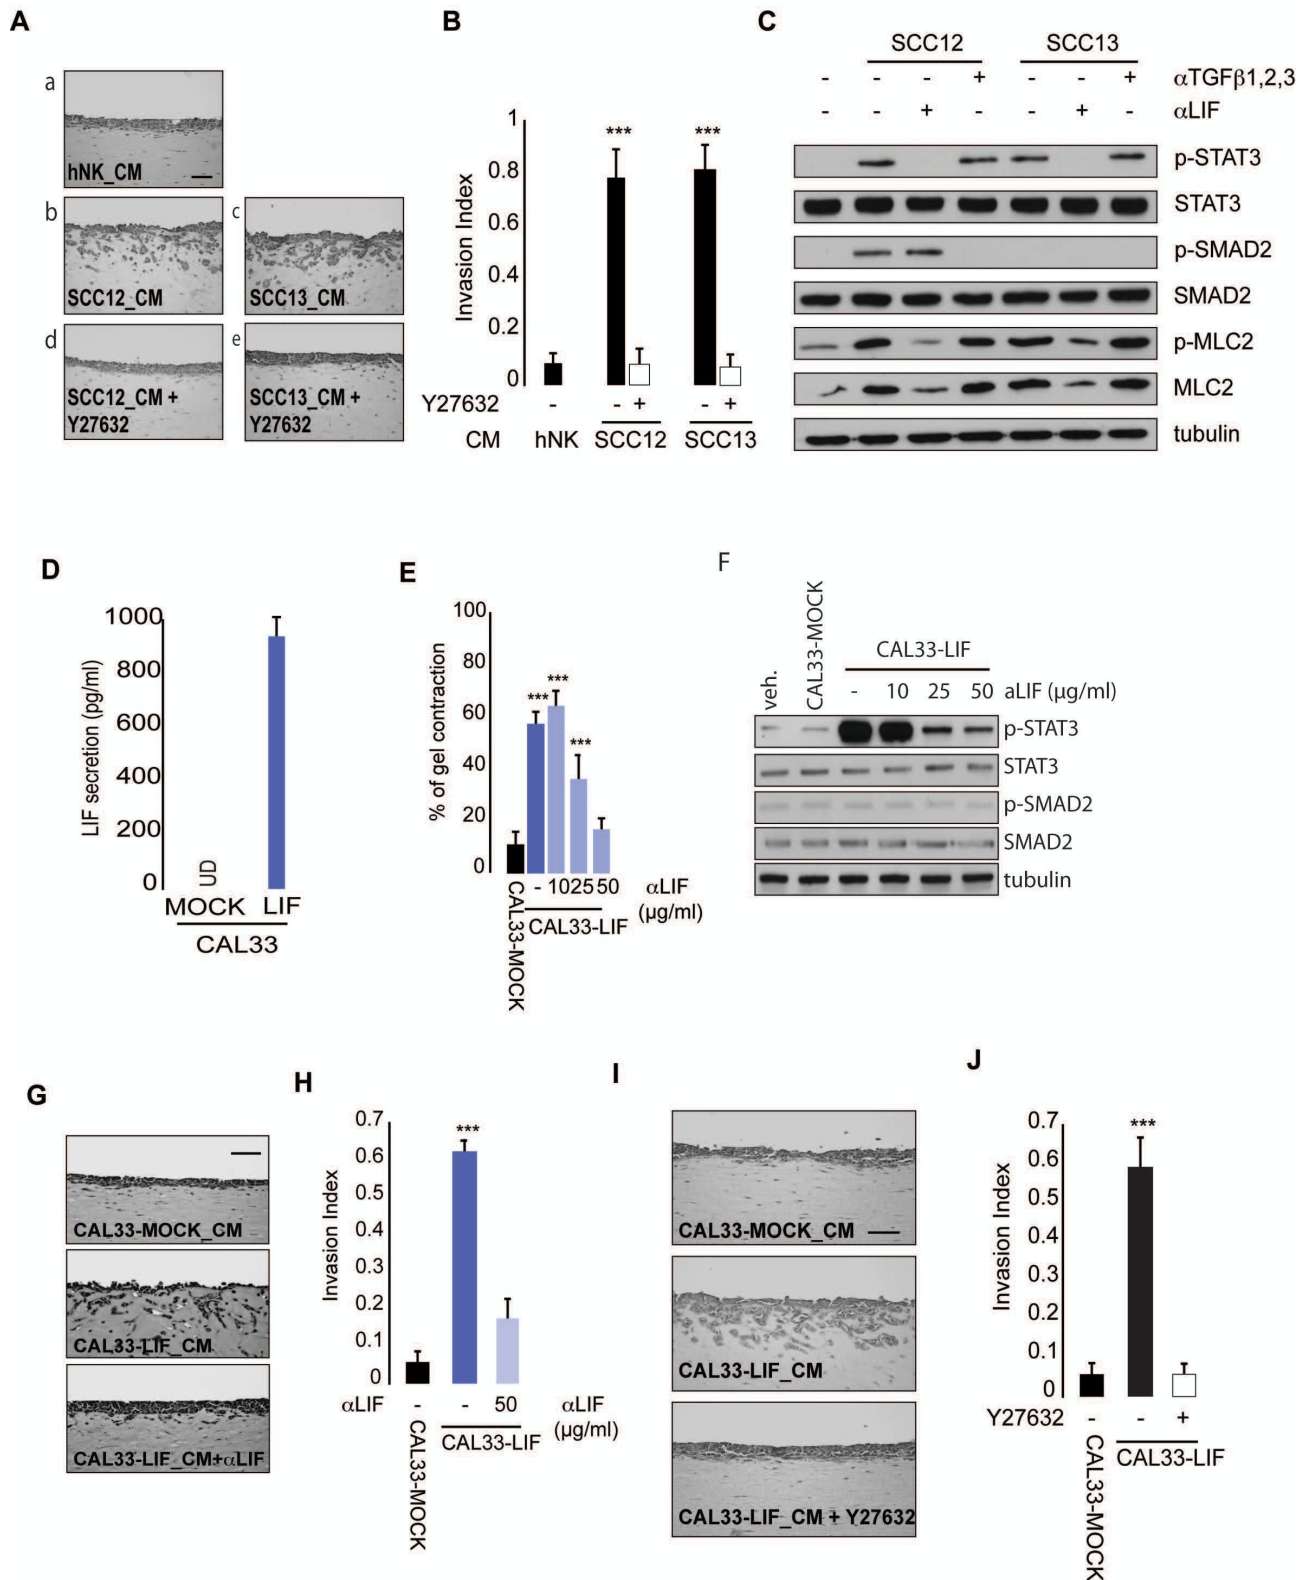 A
a
hNK_CM
b
SCC12_CM
c
SCC13_CM
d
SCC12_CM +
Y27632
e
SCC13_CM +
Y27632
B
Invasion Index
1
0.8
0.6
0.4
0.2
0
*** ***
Y27632 - - + - +
CM hNK SCC12 SCC13
C
SCC12 SCC13
- - - + - - + αTGFβ1,2,3
- - + - - + - αLIF
p-STAT3
STAT3
p-SMAD2
SMAD2
p-MLC2
MLC2
tubulin
D
LIF secretion (pg/ml)
1000
800
600
400
200
0
UD
MOCK LIF
CAL33
E
% of gel contraction
100
80
60
40
20
0
*** *** ***
- 10 25 50 αLIF
(µg/ml)
CAL33-MOCK
CAL33-LIF
F
veh.
CAL33-MOCK
CAL33-LIF
- 10 25 50 aLIF (µg/ml)
p-STAT3
STAT3
p-SMAD2
SMAD2
tubulin
G
CAL33-MOCK_CM
CAL33-LIF_CM
CAL33-LIF_CM+αLIF
H
Invasion Index
0.7
0.6
0.5
0.4
0.3
0.2
0.1
0
***
αLIF - - 50 αLIF
(µg/ml)
CAL33-MOCK
CAL33-LIF
I
CAL33-MOCK_CM
CAL33-LIF_CM
CAL33-LIF_CM + Y27632
J
Invasion Index
0.7
0.6
0.5
0.4
0.3
0.2
0.1
0
***
Y27632 - - +
CAL33-MOCK
CAL33-LIF